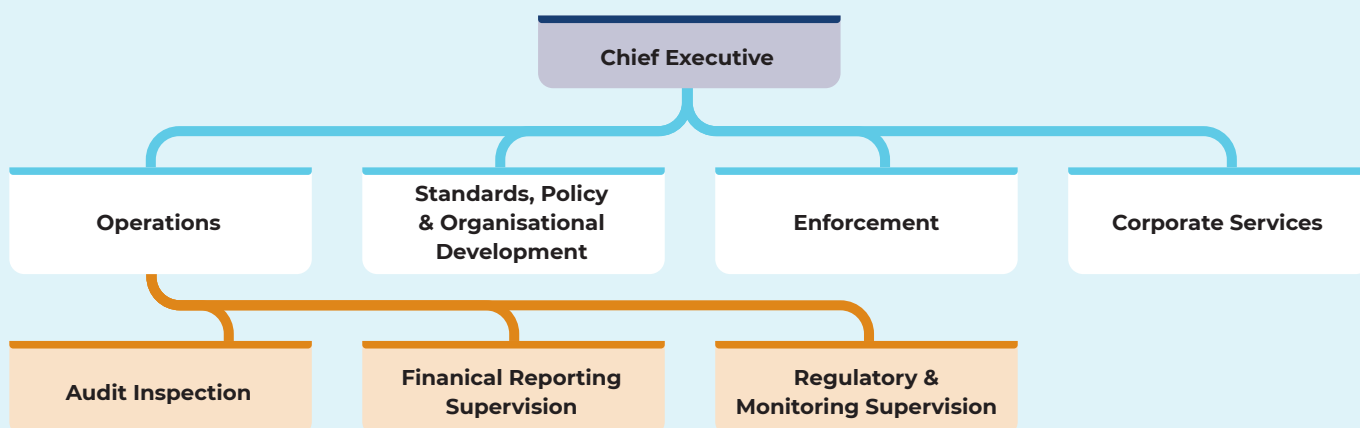 Chief Executive
Operations
Standards, Policy
& Organisational
Development
Enforcement
Corporate Services
Audit Inspection
Finanical Reporting
Supervision
Regulatory &
Monitoring Supervision